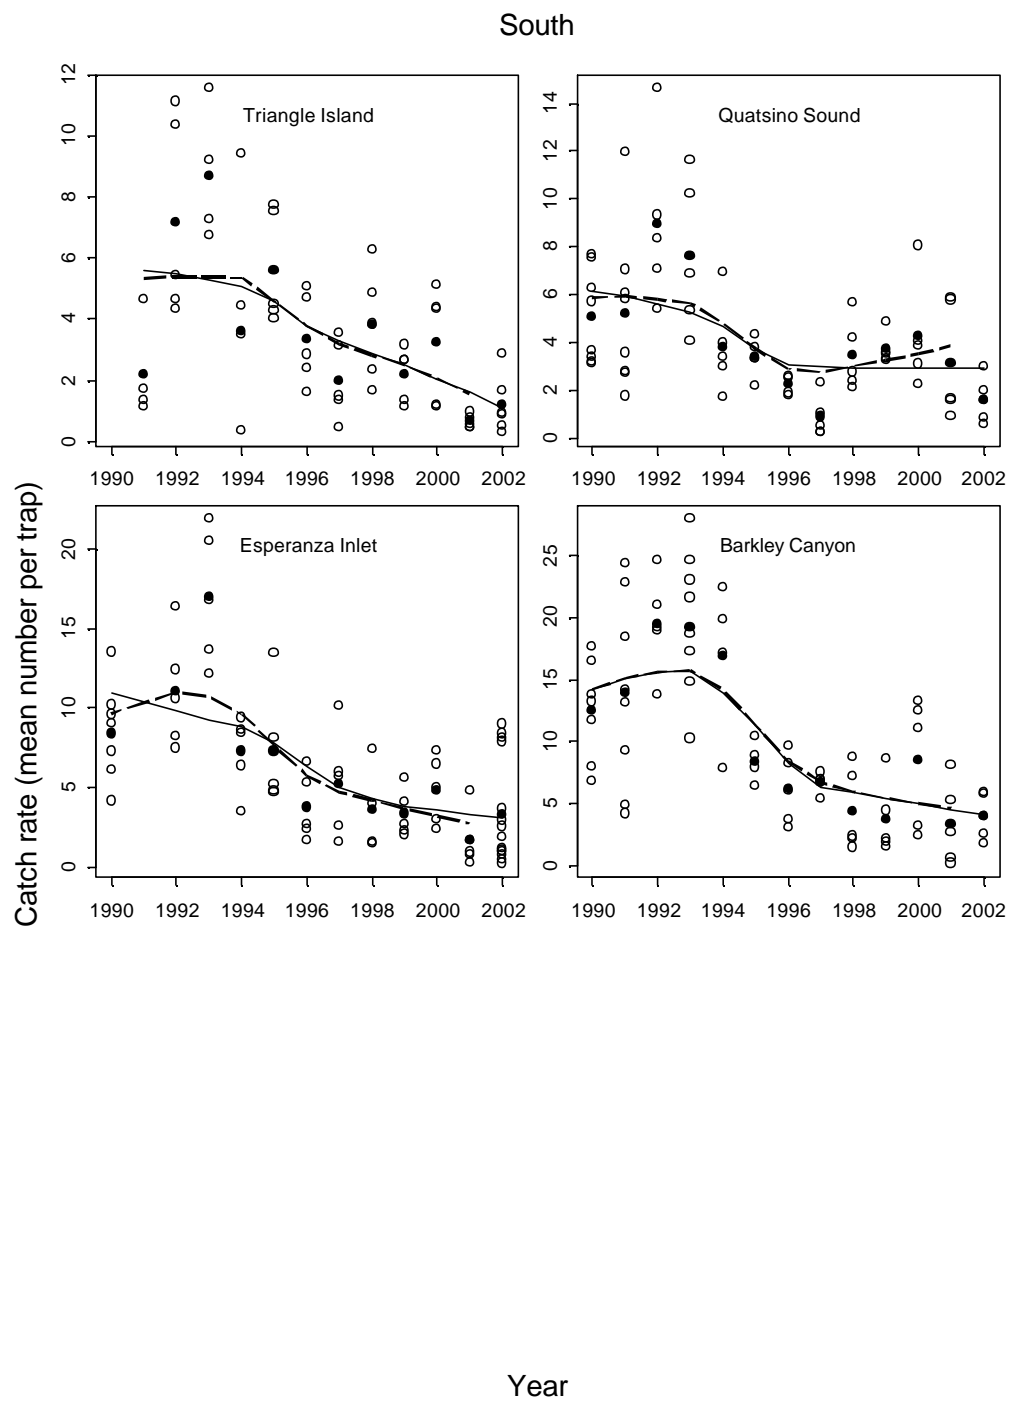 South
Triangle Island
12
10
8
6
4
2
0
1990 1992 1994 1996 1998 2000 2002
Quatsino Sound
14
12
10
8
6
4
2
0
1990 1992 1994 1996 1998 2000 2002
Esperanza Inlet
20
15
10
5
0
1990 1992 1994 1996 1998 2000 2002
Barkley Canyon
25
20
15
10
5
0
1990 1992 1994 1996 1998 2000 2002
Catch rate (mean number per trap)
Year